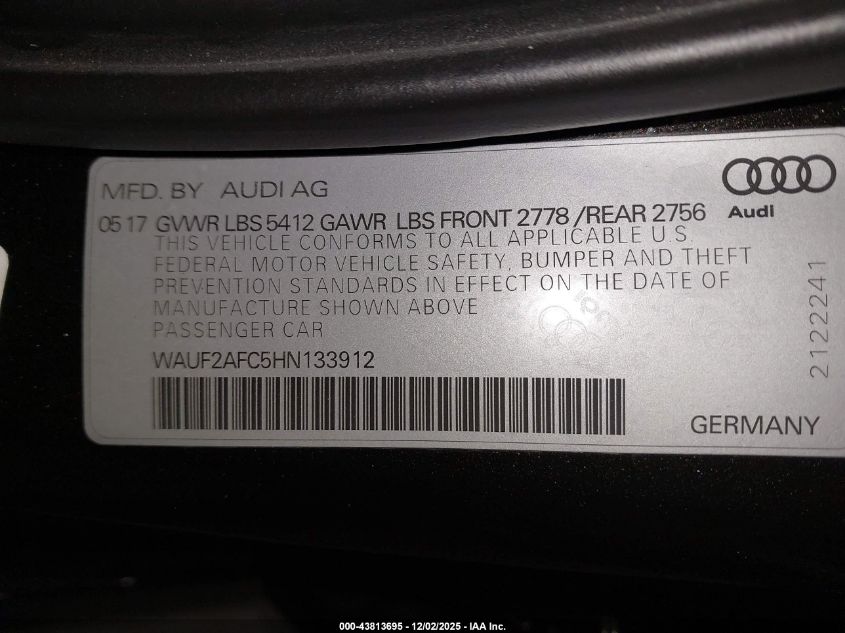 MFD. BY AUDI AG
Audi
05 17 GVWR LBS 5412 GAWR LBS FRONT 2778 /REAR 2756
THIS VEHICLE CONFORMS TO ALL APPLICABLE U.S
FEDERAL MOTOR VEHICLE SAFETY, BUMPER AND THEFT
PREVENTION STANDARDS IN EFFECT ON THE DATE OF
MANUFACTURE SHOWN ABOVE
PASSENGER CAR
WAUF2AFC5HN133912
2122241
GERMANY
000-43813695 - 12/02/2025 - IAA Inc.